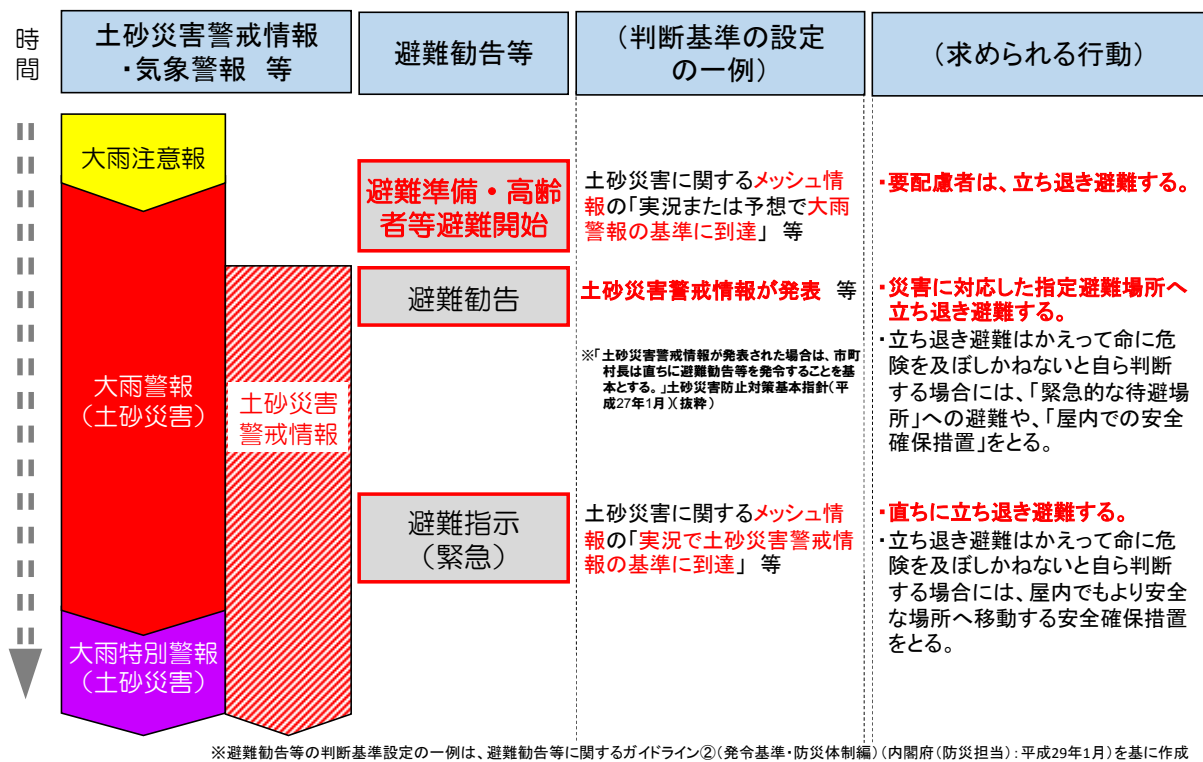 時
間
土砂災害警戒情報
・気象警報 等
避難勧告等
（判断基準の設定
の一例）
（求められる行動）
大雨注意報
大雨警報
（土砂災害）
大雨特別警報
（土砂災害）
土砂災害
警戒情報
避難準備・高齢
者等避難開始
土砂災害に関するメッシュ情
報の「実況または予想で大雨
警報の基準に到達」 等
・要配慮者は、立ち退き避難する。
避難勧告
土砂災害警戒情報が発表 等
※「土砂災害警戒情報が発表された場合は、市町
村長は直ちに避難勧告等を発令することを基
本とする。」土砂災害防止対策基本指針（平
成27年1月）（抜粋）
・災害に対応した指定避難場所へ
立ち退き避難する。
・立ち退き避難はかえって命に危
険を及ぼしかねないと自ら判断
する場合には、「緊急的な待避場
所」への避難や、「屋内での安全
確保措置」をとる。
避難指示
（緊急）
土砂災害に関するメッシュ情
報の「実況で土砂災害警戒情
報の基準に到達」 等
・直ちに立ち退き避難する。
・立ち退き避難はかえって命に危
険を及ぼしかねないと自ら判断
する場合には、屋内でもより安全
な場所へ移動する安全確保措置
をとる。
※避難勧告等の判断基準設定の一例は、避難勧告等に関するガイドライン②（発令基準・防災体制編）（内閣府（防災担当）：平成29年1月）を基に作成